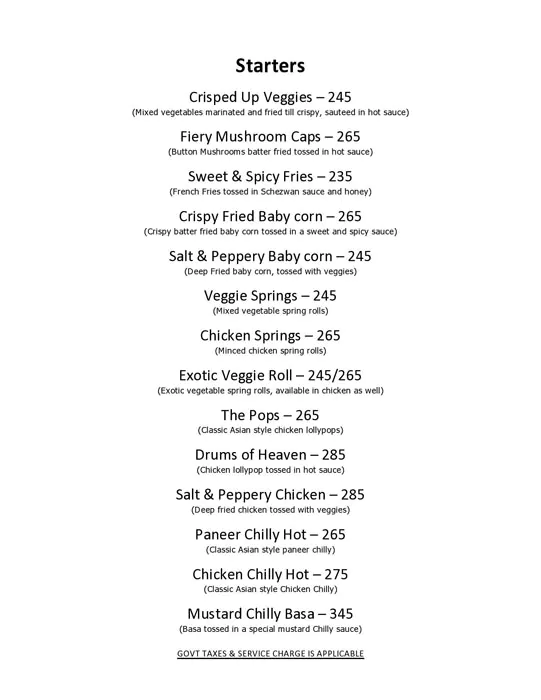 Starters
Crisped Up Veggies – 245
(Mixed vegetables marinated and fried till crispy, sauteed in hot sauce)
Fiery Mushroom Caps – 265
(Button Mushrooms batter fried tossed in hot sauce)
Sweet & Spicy Fries – 235
(French Fries tossed in Schezwan sauce and honey)
Crispy Fried Baby corn – 265
(Crispy batter fried baby corn tossed in a sweet and spicy sauce)
Salt & Peppery Baby corn – 245
(Deep Fried baby corn, tossed with veggies)
Veggie Springs – 245
(Mixed vegetable spring rolls)
Chicken Springs – 265
(Minced chicken spring rolls)
Exotic Veggie Roll – 245/265
(Exotic vegetable spring rolls, available in chicken as well)
The Pops – 265
(Classic Asian style chicken lollypops)
Drums of Heaven – 285
(Chicken lollypop tossed in hot sauce)
Salt & Peppery Chicken – 285
(Deep fried chicken tossed with veggies)
Paneer Chilly Hot – 265
(Classic Asian style paneer chilly)
Chicken Chilly Hot – 275
(Classic Asian style Chicken Chilly)
Mustard Chilly Basa – 345
(Basa tossed in a special mustard Chilly sauce)
GOVT TAXES & SERVICE CHARGE IS APPLICABLE